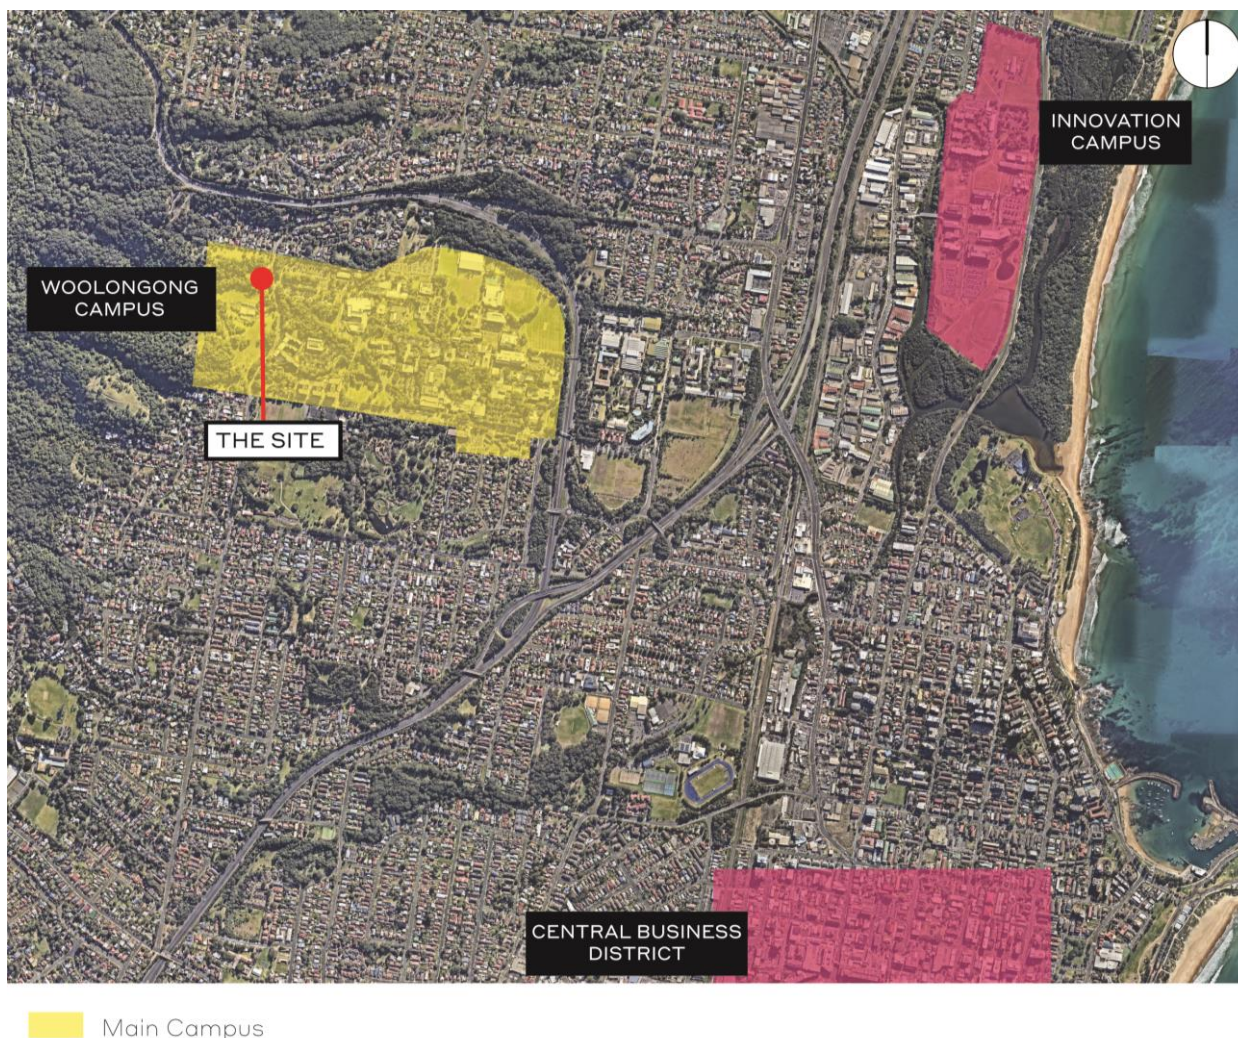 INNOVATION
CAMPUS
WOOLONGONG
CAMPUS
THE SITE
CENTRAL BUSINESS
DISTRICT
Main Campus